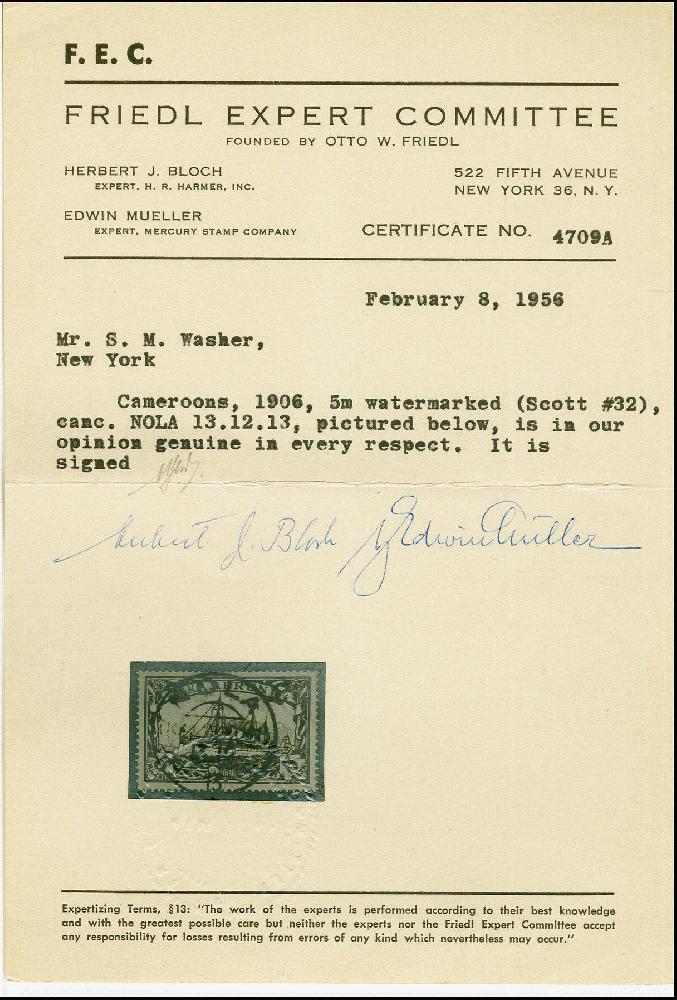 F. E. C.
FRIEDL EXPERT COMMITTEE
FOUNDED BY OTTO W. FRIEDL
HERBERT J. BLOCH
EXPERT, H. R. HARMER, INC.
522 FIFTH AVENUE
NEW YORK 36, N. Y.
EDWIN MUELLER
EXPERT, MERCURY STAMP COMPANY
CERTIFICATE NO. 4709A
February 8, 1956
Mr. S. M. Washer,
New York
Cameroons, 1906, 5m watermarked (Scott #32),
canc. NOLA 13.12.13, pictured below, is in our
opinion genuine in every respect. It is
signed
Herbert J. Bloch Edwin Müller
KAMERUN
Expertizing Terms, §13: "The work of the experts is performed according to their best knowledge
and with the greatest possible care but neither the experts nor the Friedl Expert Committee accept
any responsibility for losses resulting from errors of any kind which nevertheless may occur."